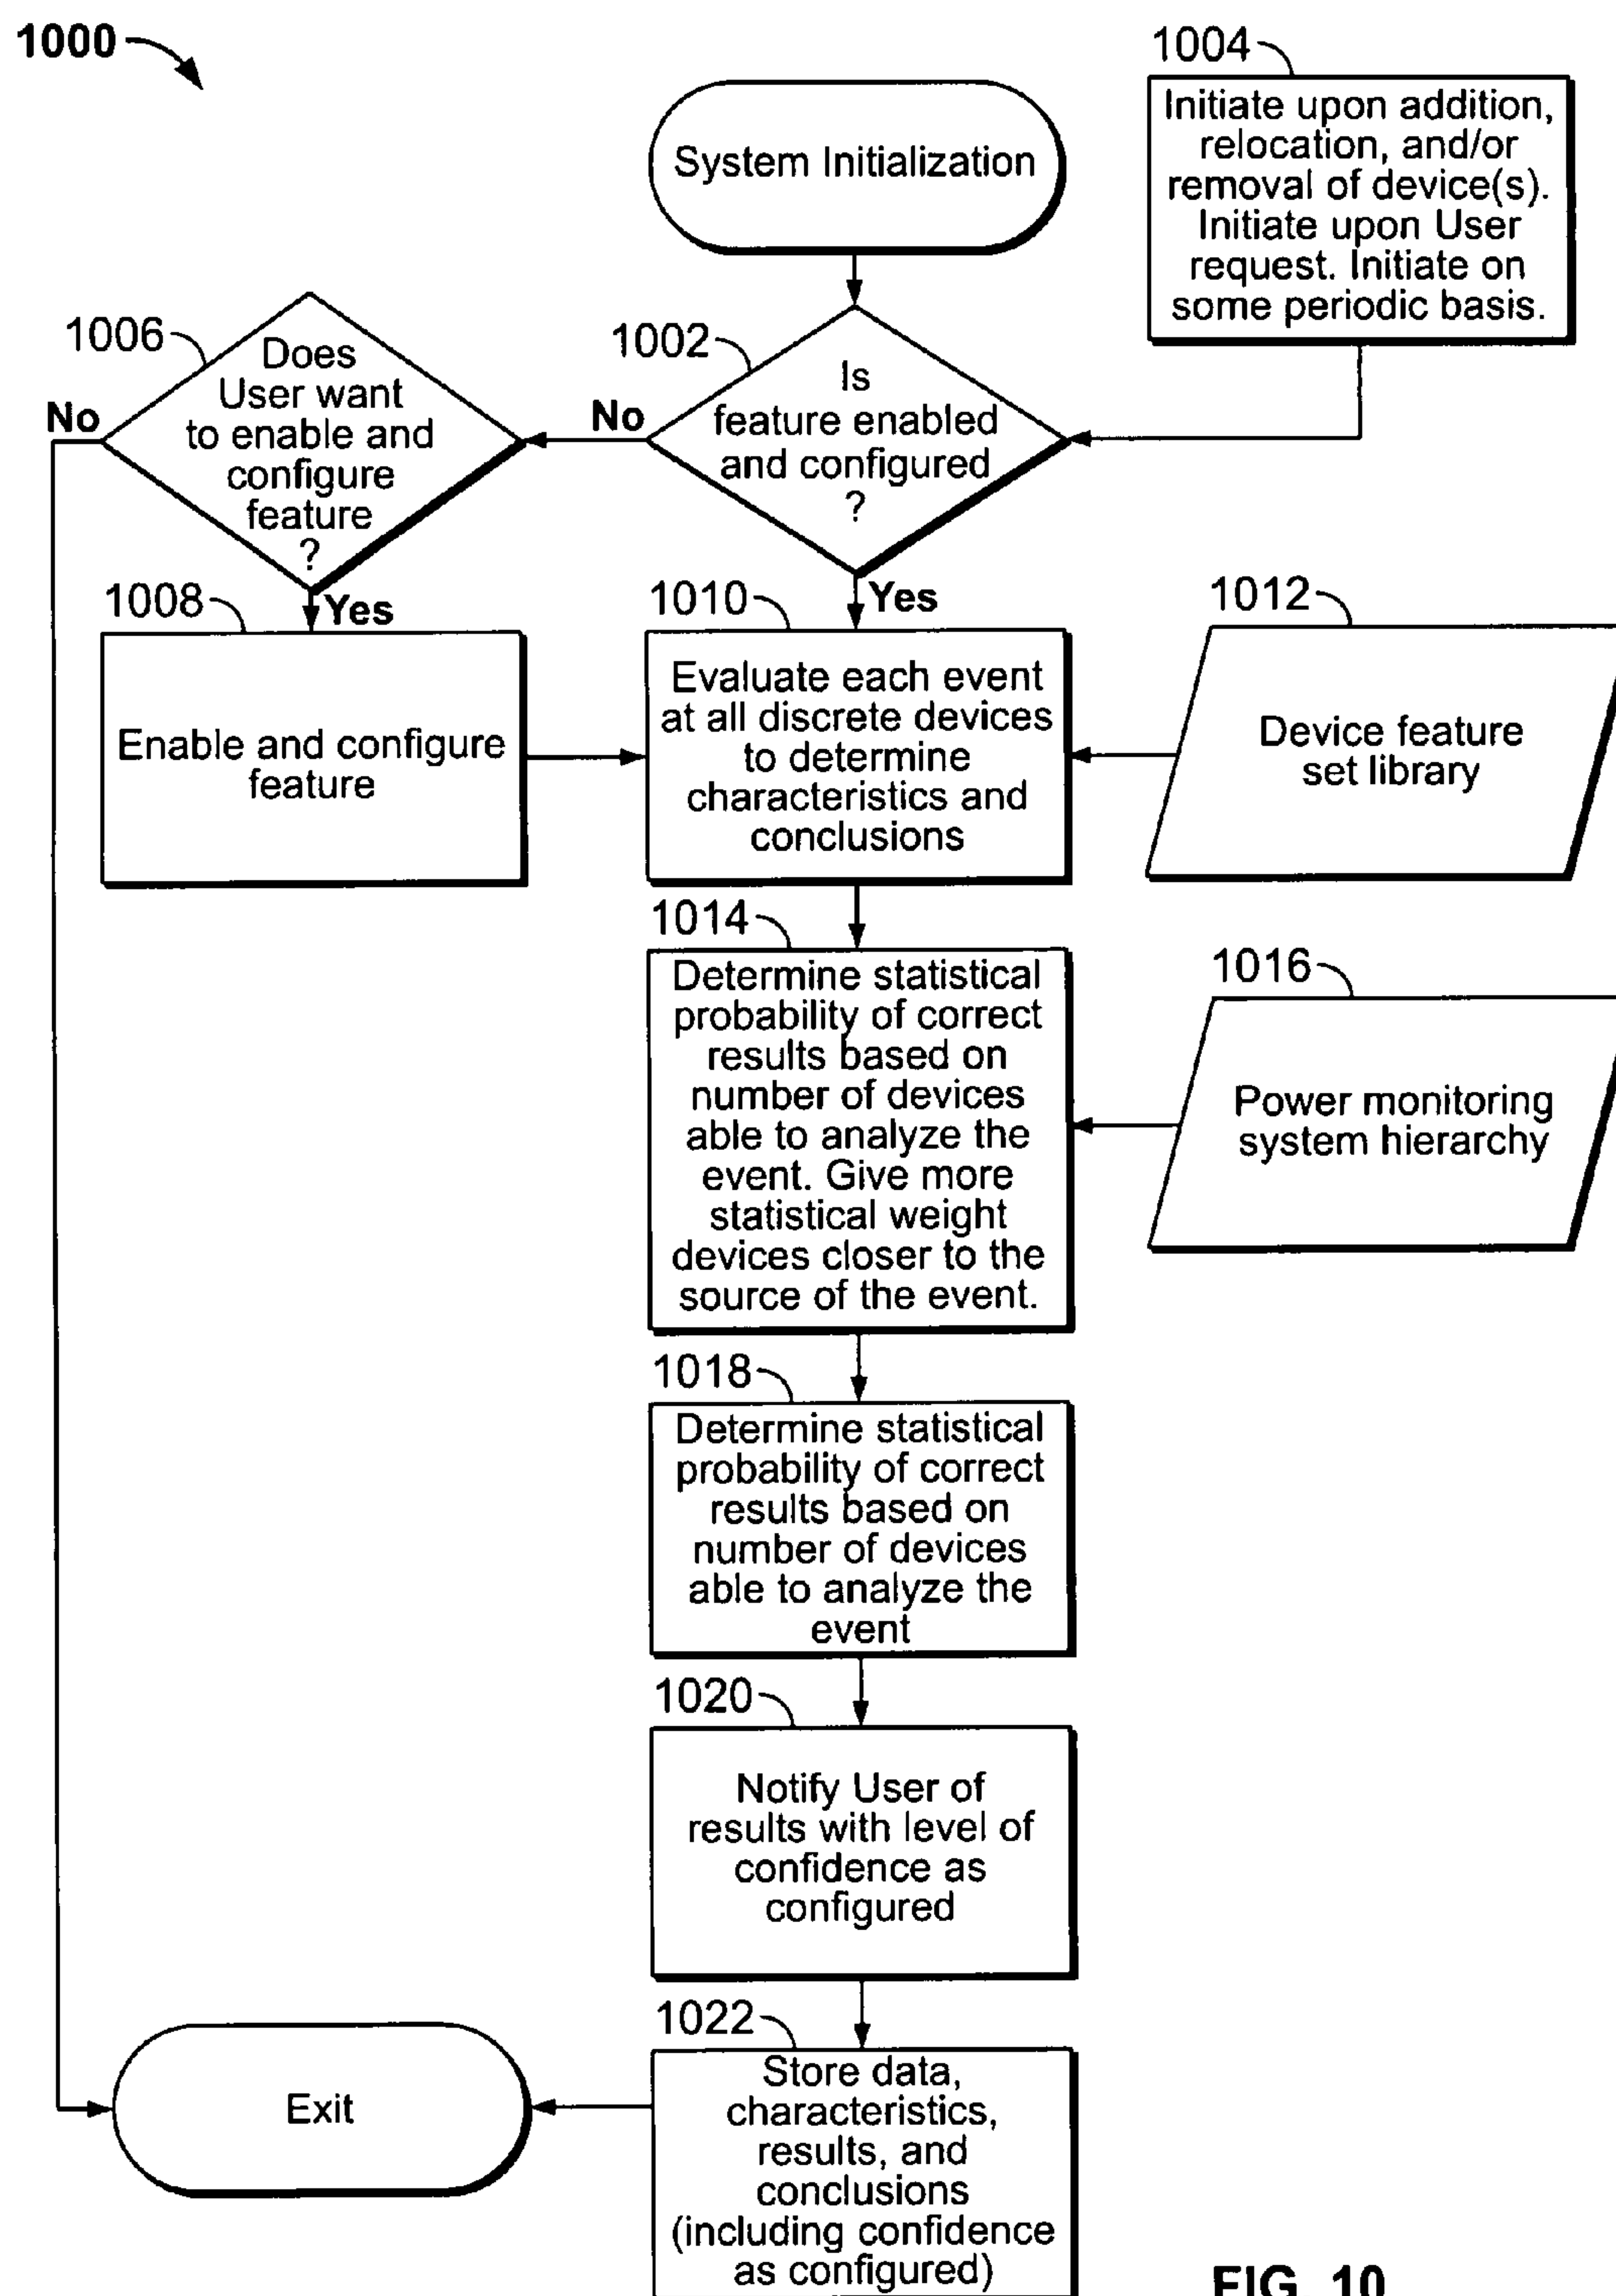 1000
1004
Initiate upon addition,
relocation, and/or
removal of device(s).
Initiate upon User
request. Initiate on
some periodic basis.
System Initialization
1006
Does
User want
to enable and
configure
feature
?
No
Yes
1002
Is
feature enabled
and configured
?
No
Yes
1008
Enable and configure
feature
1010
Evaluate each event
at all discrete devices
to determine
characteristics and
conclusions
1012
Device feature
set library
1014
Determine statistical
probability of correct
results based on
number of devices
able to analyze the
event. Give more
statistical weight
devices closer to the
source of the event.
1016
Power monitoring
system hierarchy
1018
Determine statistical
probability of correct
results based on
number of devices
able to analyze the
event
1020
Notify User of
results with level of
confidence as
configured
1022
Store data,
characteristics,
results, and
conclusions
(including confidence
as configured)
Exit
FIG. 10